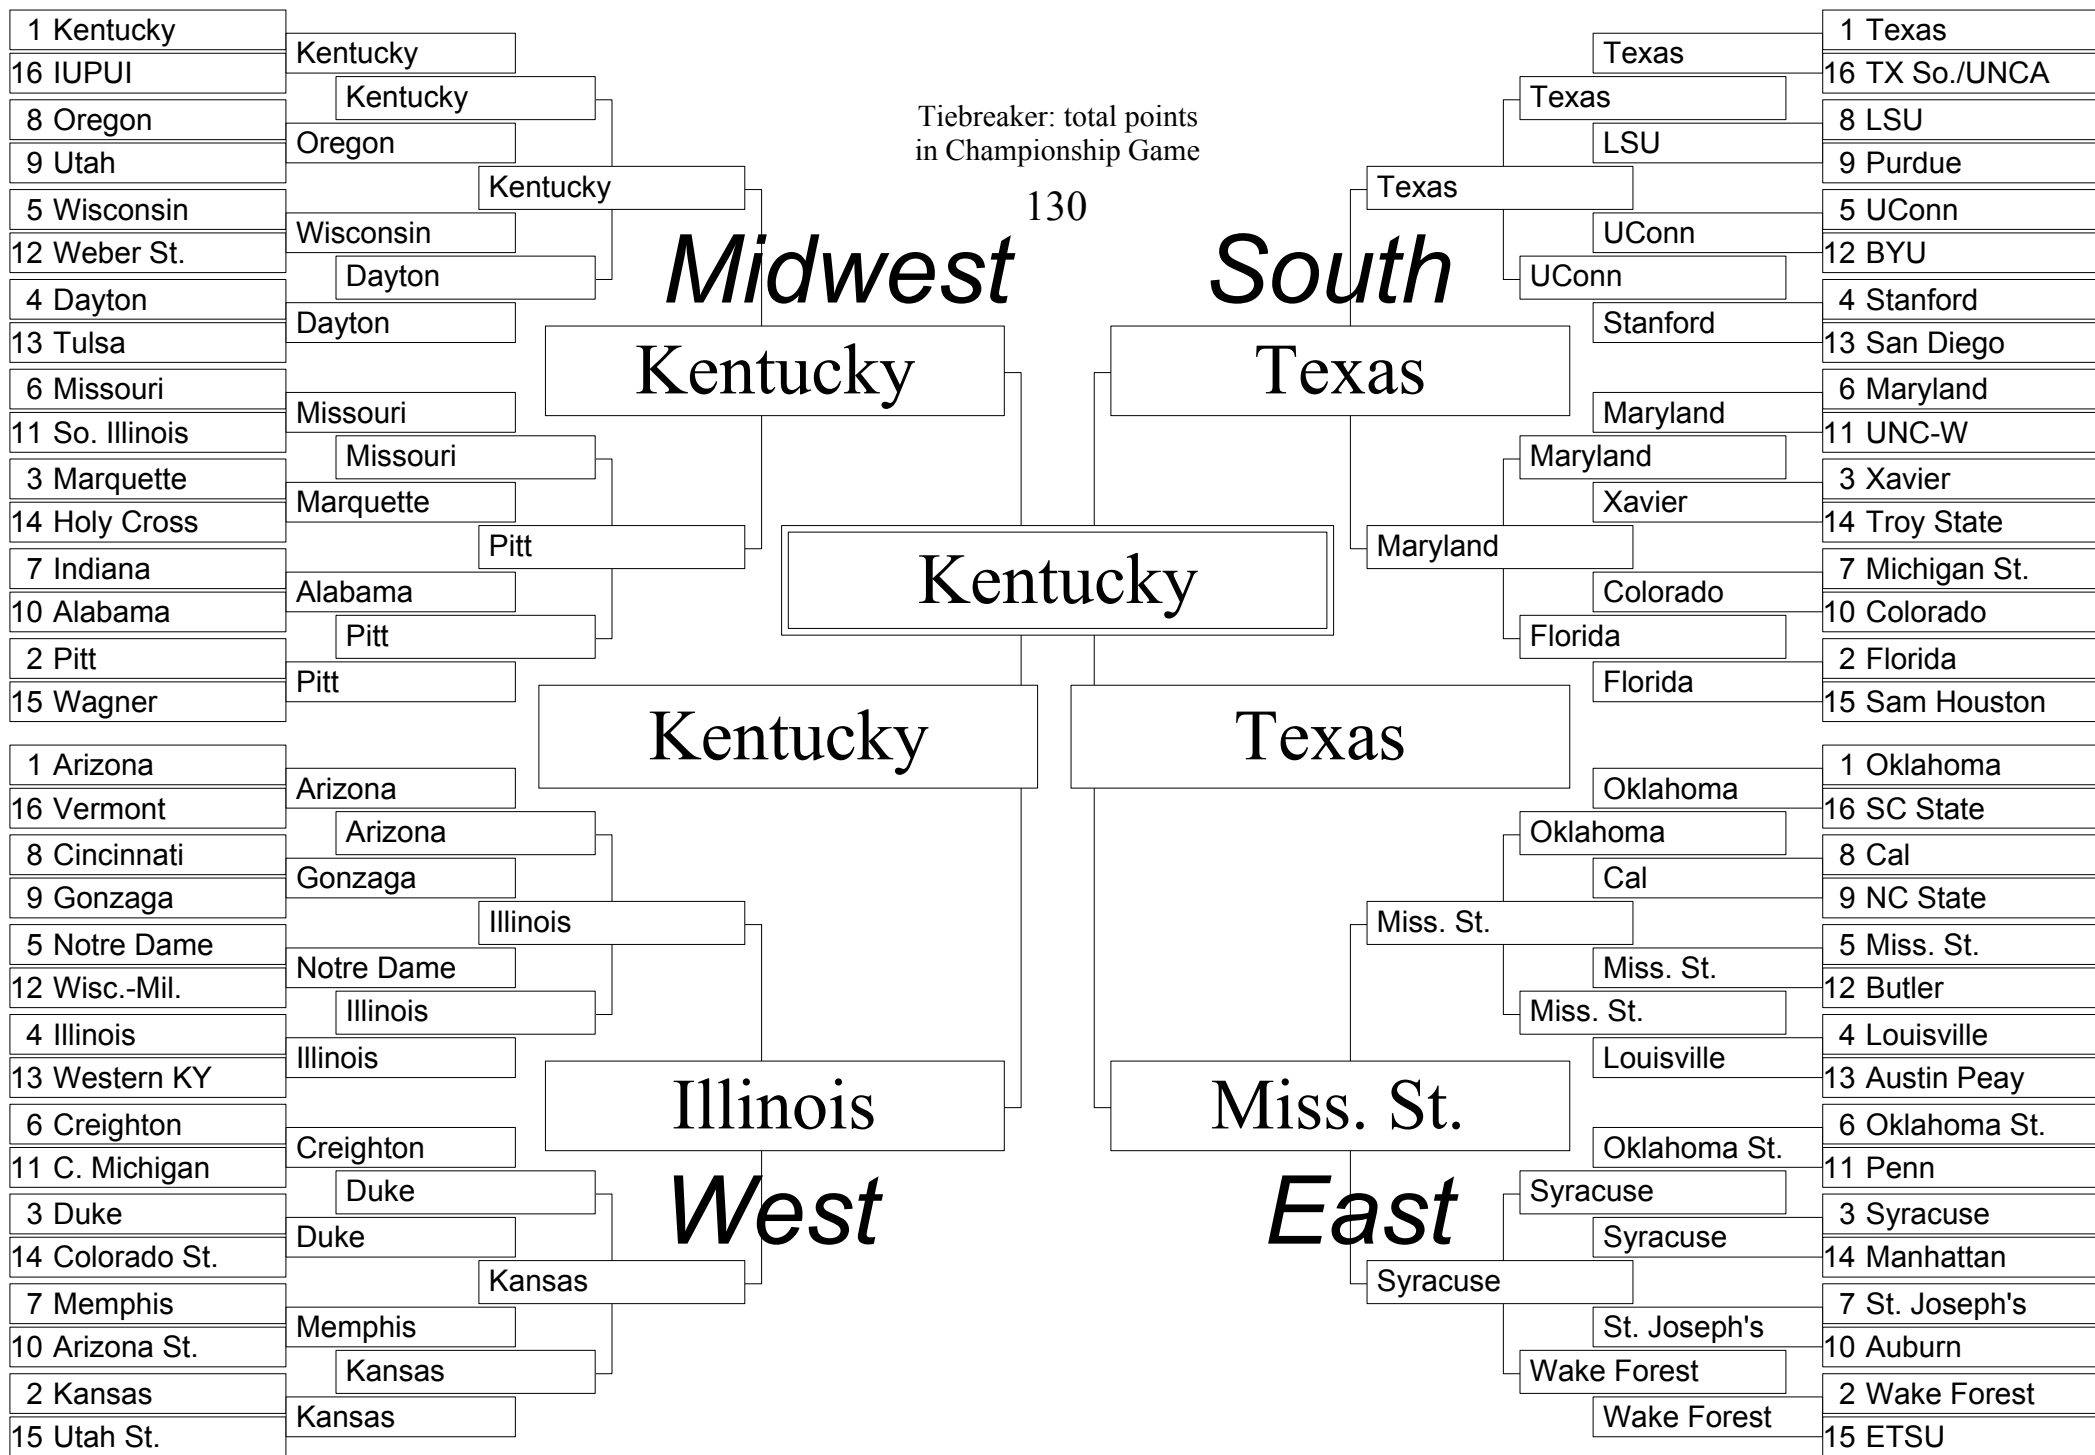 1 Kentucky
16 IUPUI
8 Oregon
9 Utah
5 Wisconsin
12 Weber St.
4 Dayton
13 Tulsa
6 Missouri
11 So. Illinois
3 Marquette
14 Holy Cross
7 Indiana
10 Alabama
2 Pitt
15 Wagner
Kentucky
Oregon
Wisconsin
Dayton
Missouri
Marquette
Alabama
Pitt
Kentucky
Dayton
Missouri
Pitt
Kentucky
Pitt
Midwest
Kentucky
1 Arizona
16 Vermont
8 Cincinnati
9 Gonzaga
5 Notre Dame
12 Wisc.-Mil.
4 Illinois
13 Western KY
6 Creighton
11 C. Michigan
3 Duke
14 Colorado St.
7 Memphis
10 Arizona St.
2 Kansas
15 Utah St.
Arizona
Gonzaga
Notre Dame
Illinois
Creighton
Duke
Memphis
Kansas
Arizona
Illinois
Duke
Kansas
Illinois
Kansas
Illinois
West
Tiebreaker: total points
in Championship Game
130
Kentucky
Kentucky
Texas
South
Texas
Texas
Maryland
Texas
UConn
Maryland
Florida
Texas
LSU
UConn
Stanford
Maryland
Xavier
Colorado
Florida
1 Texas
16 TX So./UNCA
8 LSU
9 Purdue
5 UConn
12 BYU
4 Stanford
13 San Diego
6 Maryland
11 UNC-W
3 Xavier
14 Troy State
7 Michigan St.
10 Colorado
2 Florida
15 Sam Houston
Miss. St.
East
Miss. St.
Syracuse
Oklahoma
Miss. St.
Syracuse
Wake Forest
Oklahoma
Cal
Miss. St.
Louisville
Oklahoma St.
Syracuse
St. Joseph's
Wake Forest
1 Oklahoma
16 SC State
8 Cal
9 NC State
5 Miss. St.
12 Butler
4 Louisville
13 Austin Peay
6 Oklahoma St.
11 Penn
3 Syracuse
14 Manhattan
7 St. Joseph's
10 Auburn
2 Wake Forest
15 ETSU